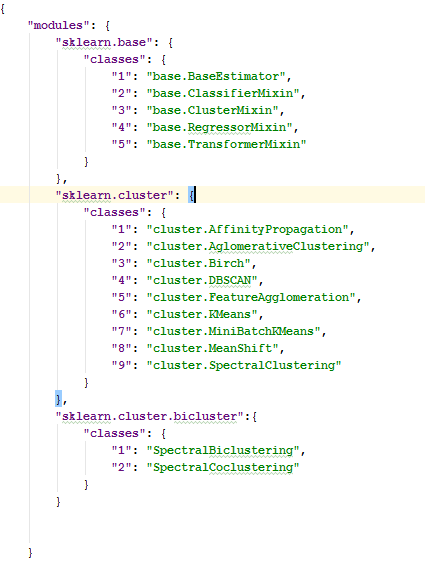 {
    "modules": {
        "sklearn.base": {
            "classes": {
                "1": "base.BaseEstimator",
                "2": "base.ClassifierMixin",
                "3": "base.ClusterMixin",
                "4": "base.RegressorMixin",
                "5": "base.TransformerMixin"
            }
        },
        "sklearn.cluster": {
            "classes": {
                "1": "cluster.AffinityPropagation",
                "2": "cluster.AglomerativeClustering",
                "3": "cluster.Birch",
                "4": "cluster.DBSCAN",
                "5": "cluster.FeatureAgglomeration",
                "6": "cluster.KMeans",
                "7": "cluster.MiniBatchKMeans",
                "8": "cluster.MeanShift",
                "9": "cluster.SpectralClustering"
            }
        },
        "sklearn.cluster.bicluster":{
            "classes": {
                "1": "SpectralBiclustering",
                "2": "SpectralCoclustering"
            }
        }
    }